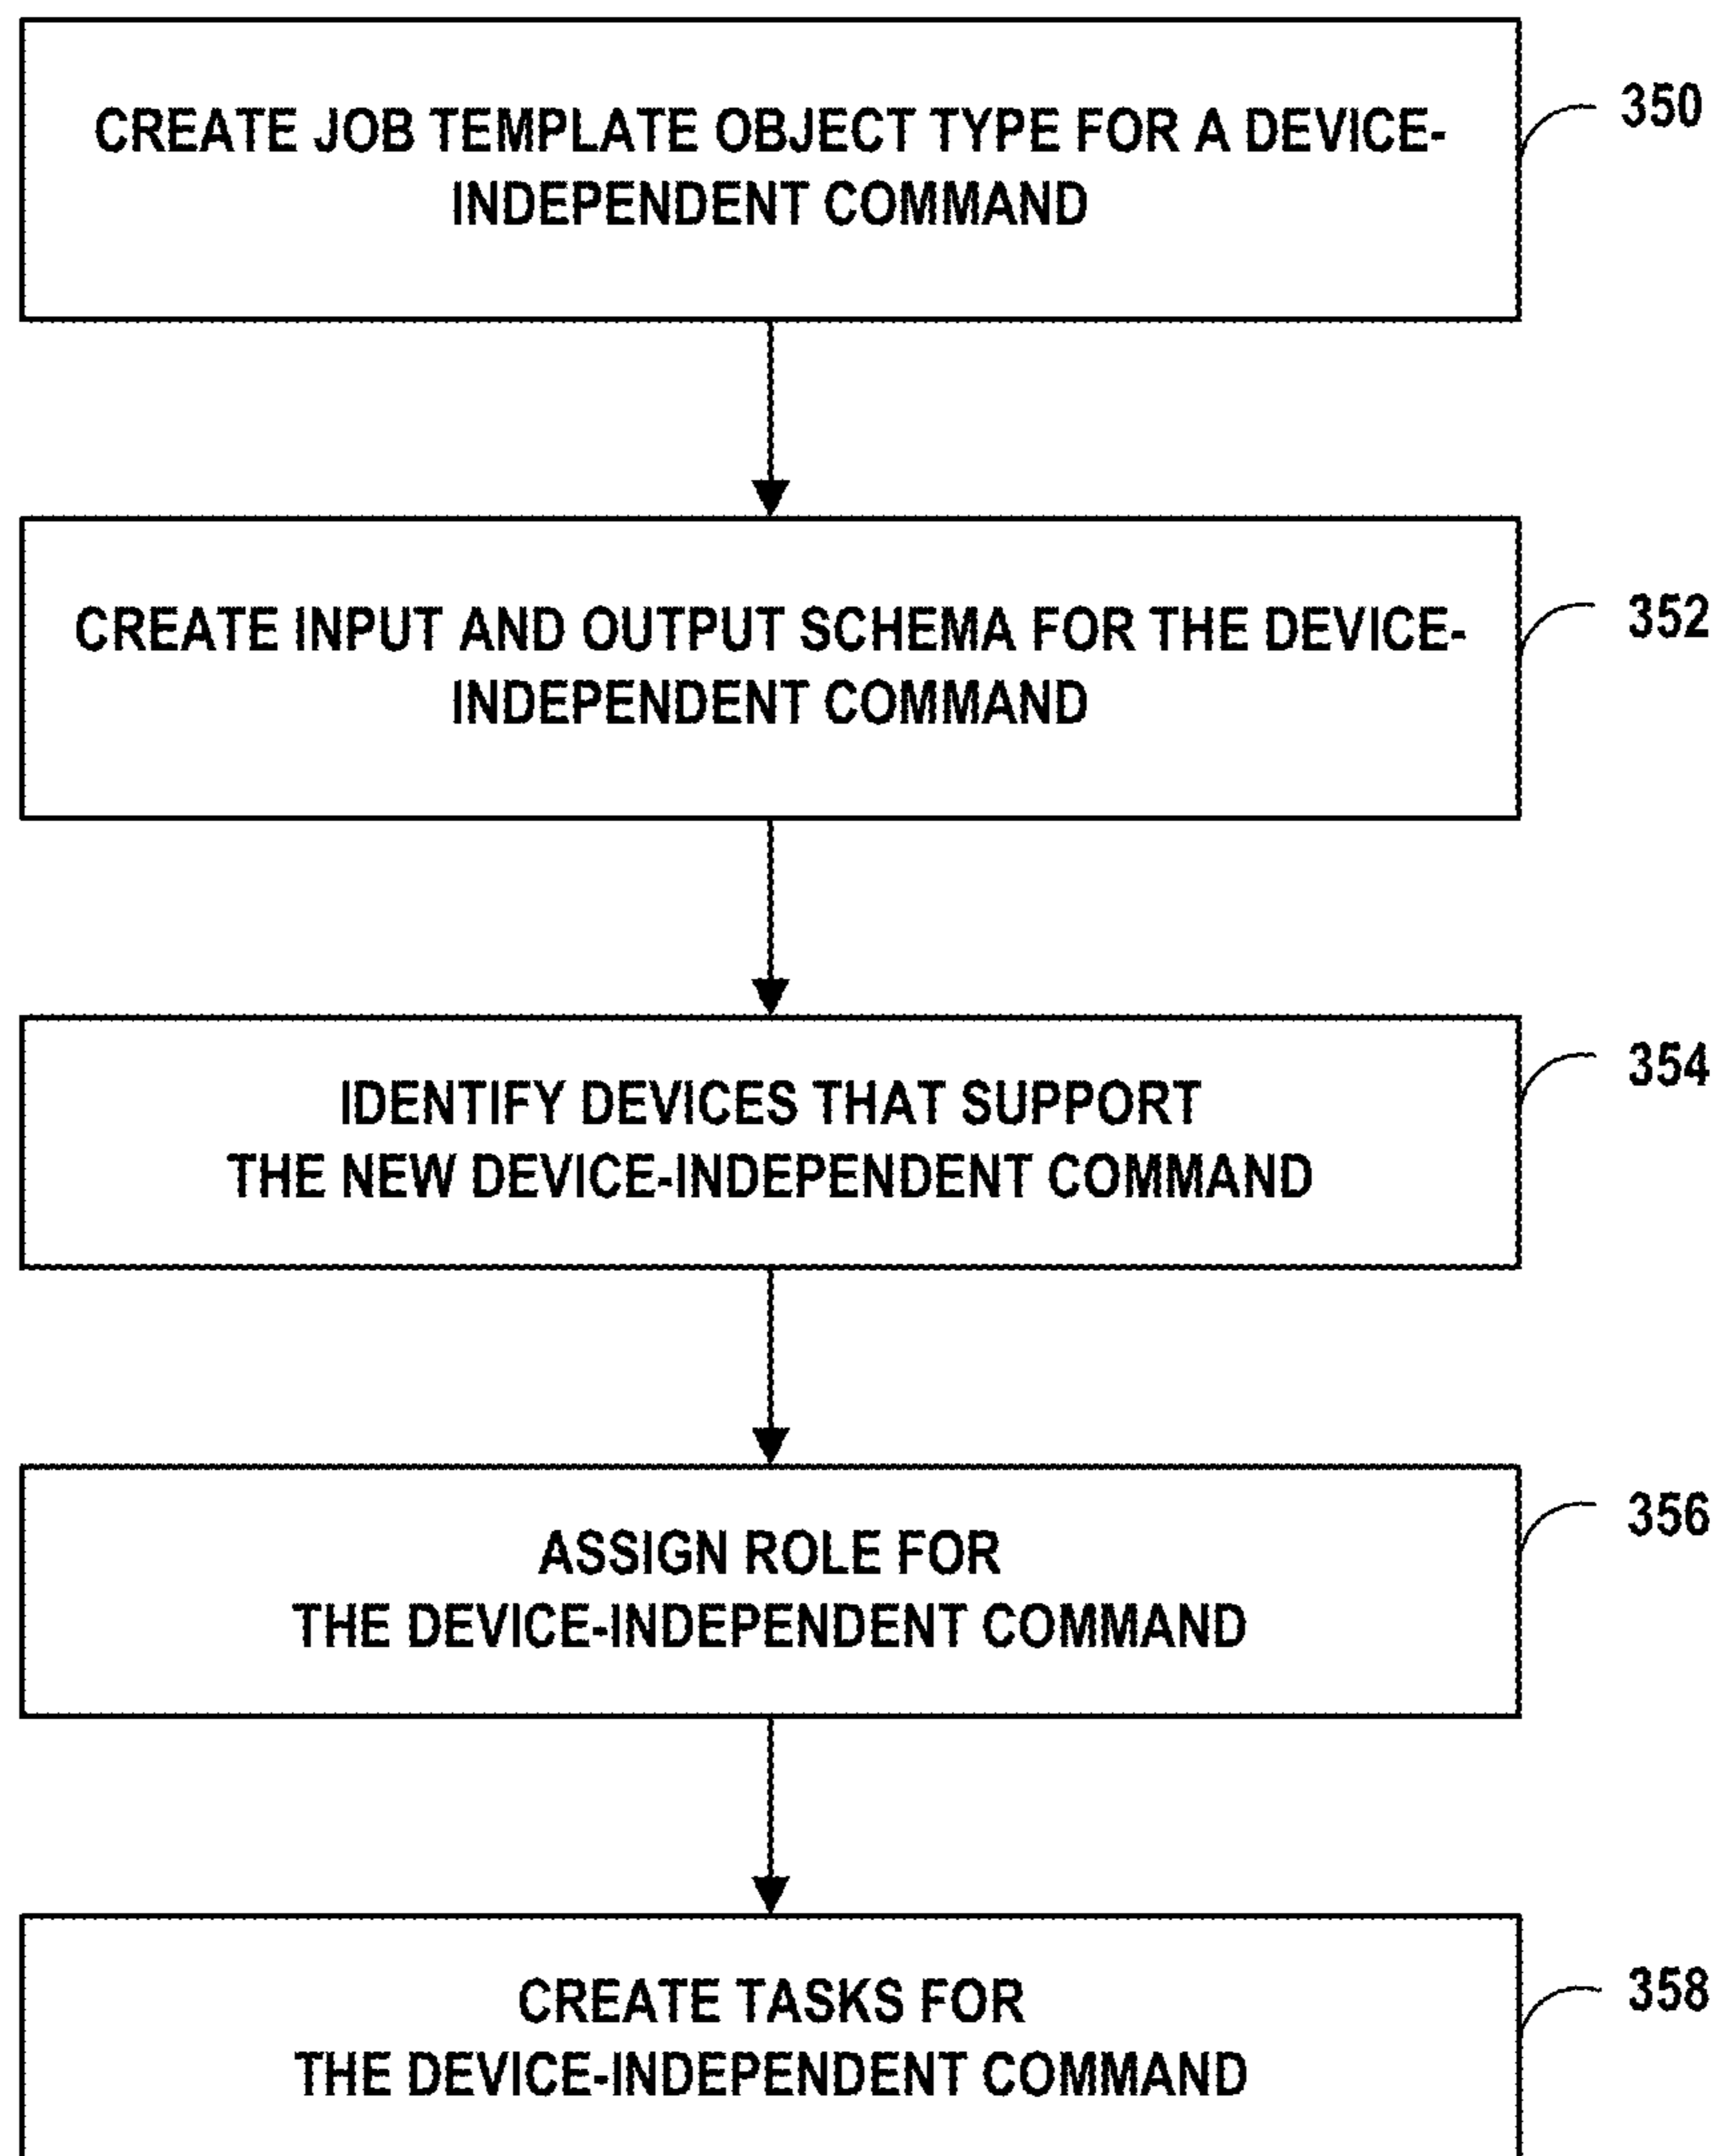 CREATE JOB TEMPLATE OBJECT TYPE FOR A DEVICE-
INDEPENDENT COMMAND
350
CREATE INPUT AND OUTPUT SCHEMA FOR THE DEVICE-
INDEPENDENT COMMAND
352
IDENTIFY DEVICES THAT SUPPORT
THE NEW DEVICE-INDEPENDENT COMMAND
354
ASSIGN ROLE FOR
THE DEVICE-INDEPENDENT COMMAND
356
CREATE TASKS FOR
THE DEVICE-INDEPENDENT COMMAND
358